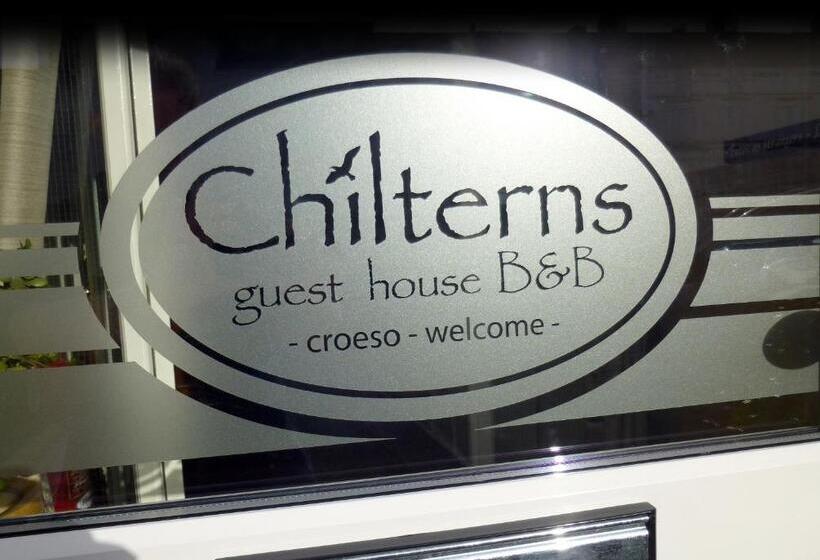 Chilterns
guest house B&B
- croeso - welcome -